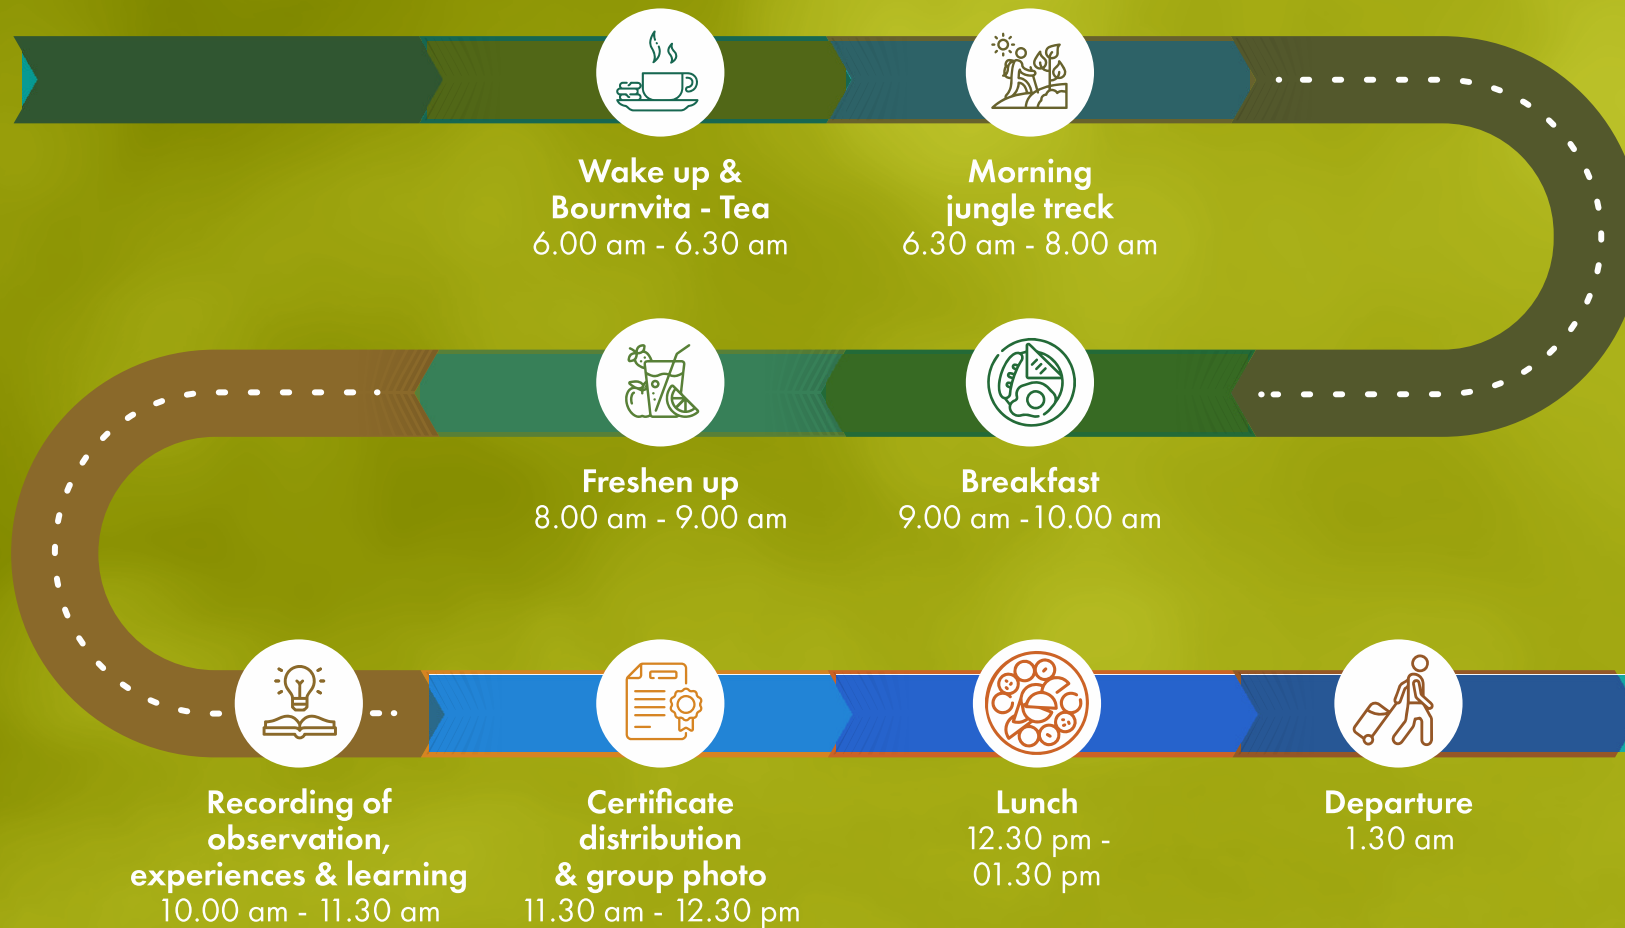 Wake up &
Bournvita - Tea
6.00 am - 6.30 am
Morning
jungle treck
6.30 am - 8.00 am
Freshen up
8.00 am - 9.00 am
Breakfast
9.00 am -10.00 am
Recording of
observation,
experiences & learning
10.00 am - 11.30 am
Certificate
distribution
& group photo
11.30 am - 12.30 pm
Lunch
12.30 pm -
01.30 pm
Departure
1.30 am